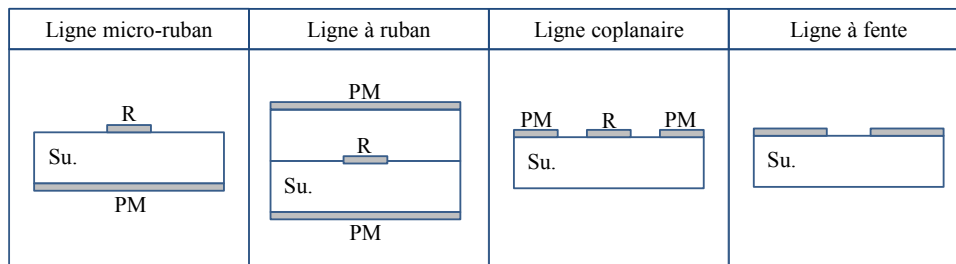 Ligne micro-ruban
Ligne à ruban
Ligne coplanaire
Ligne à fente
R
Su.
PM
PM
R
Su.
PM
PM
R
PM
Su.
Su.